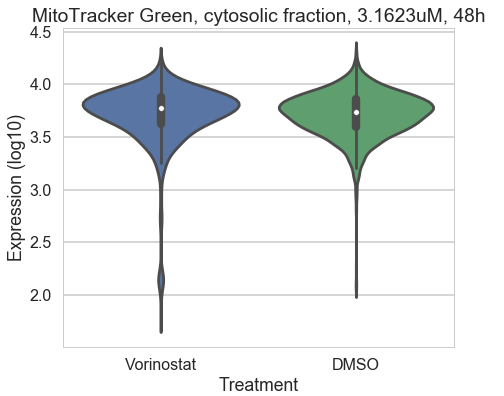 MitoTracker Green, cytosolic fraction, 3.1623uM, 48h
4.5
4.0
3.5
3.0
2.5
2.0
Expression (log10)
Vorinostat
DMSO
Treatment